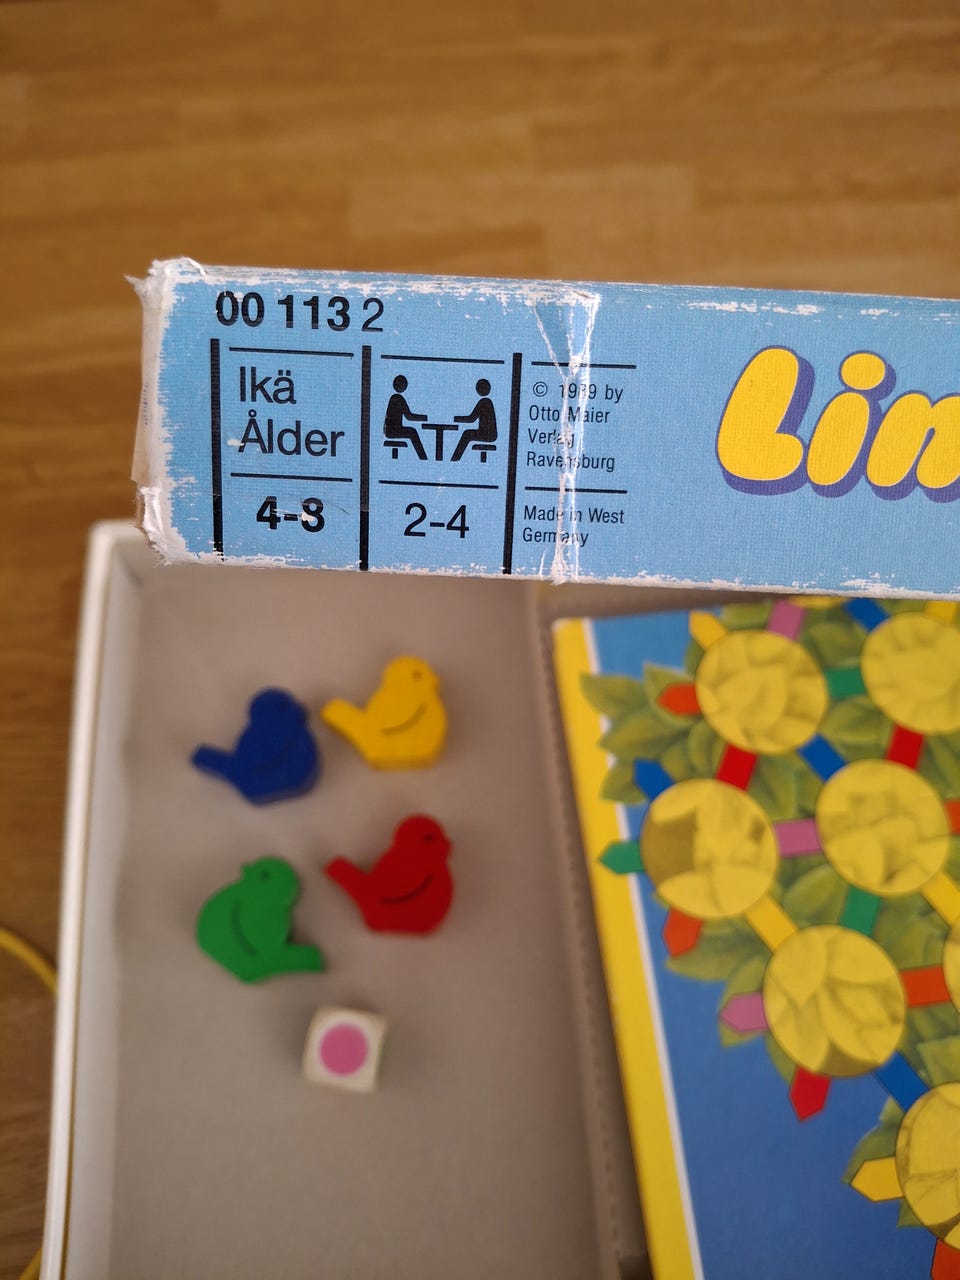 00 113 2
Ikä
Ålder
4-8
2-4
© 1989 by
Otto Maier
Verlag
Ravensburg
Made in West
Germany
Lin